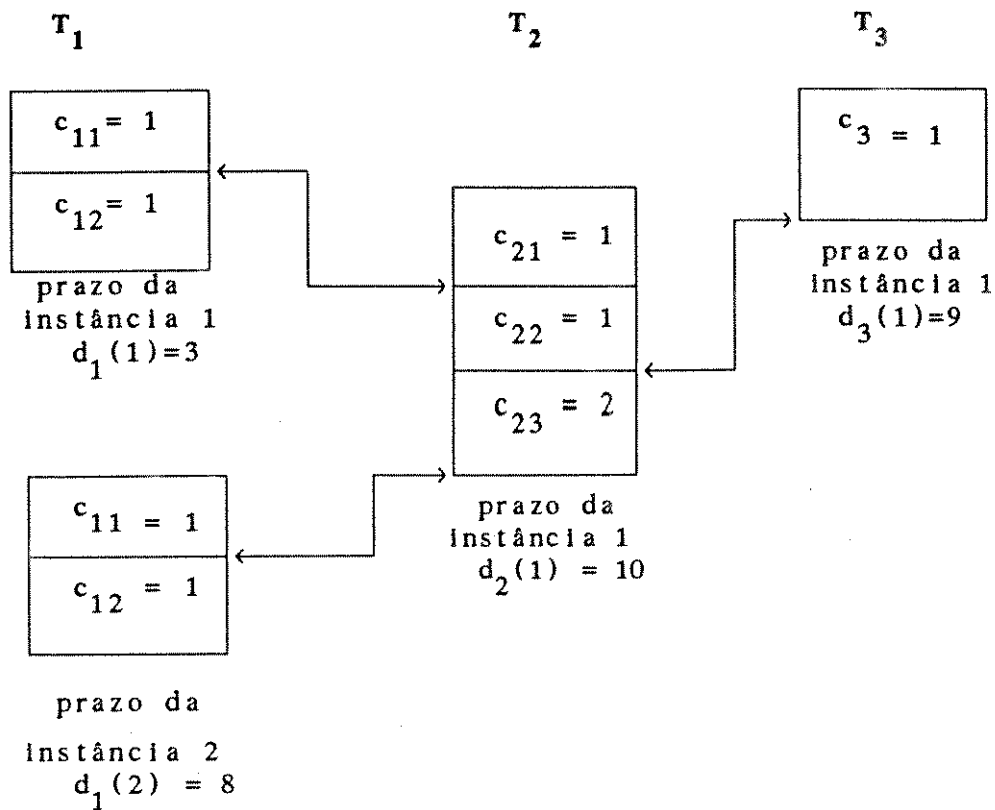 T1 T2 T3
c11 = 1
c12 = 1
prazo da
instância 1
d1(1)=3
c11 = 1
c12 = 1
prazo da
instância 2
d1(2) = 8
c21 = 1
c22 = 1
c23 = 2
prazo da
instância 1
d2(1) = 10
c3 = 1
prazo da
instância 1
d3(1)=9